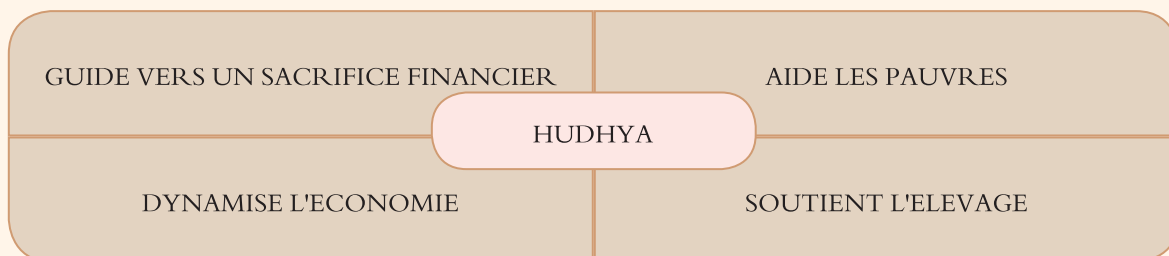 GUIDE VERS UN SACRIFICE FINANCIER
AIDE LES PAUVRES
HUDHYA
DYNAMISE L'ECONOMIE
SOUTIENT L'ELEVAGE